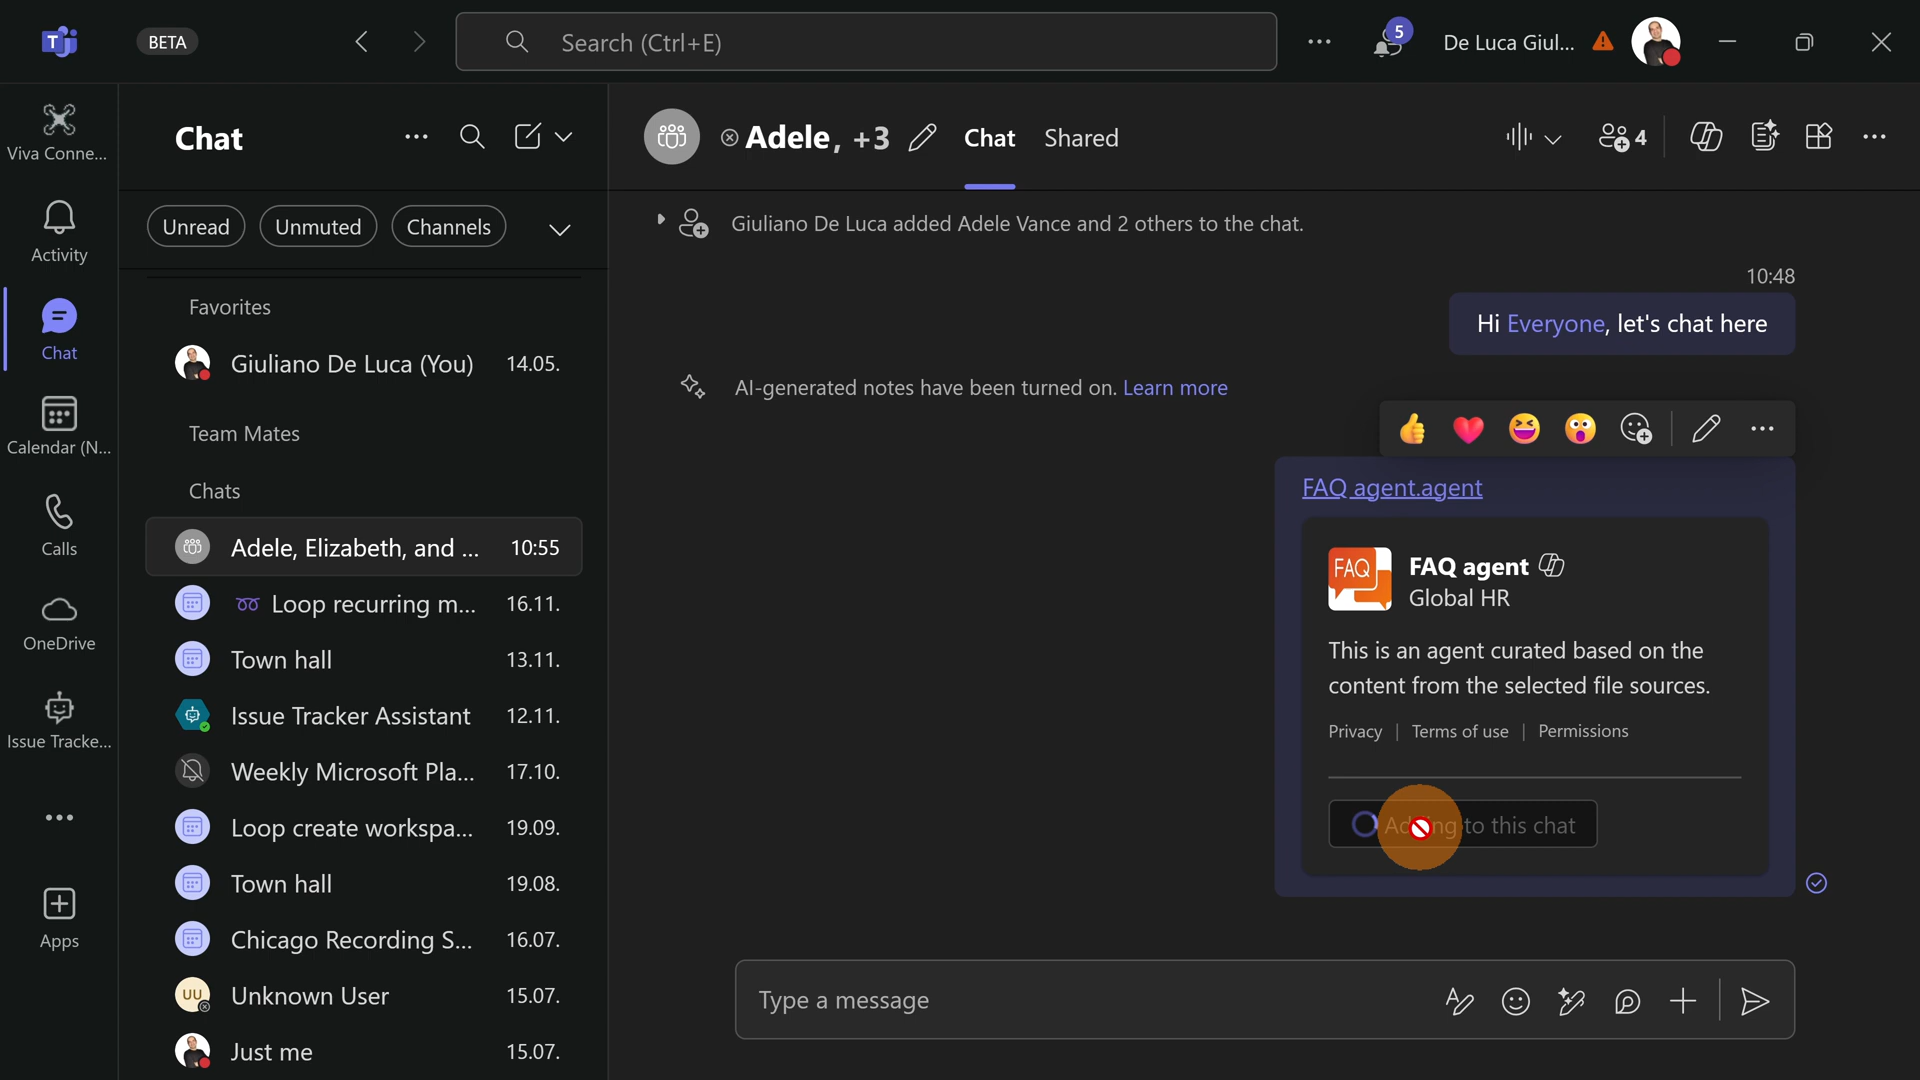 BETA
Search (Ctrl+E)
5
De Luca Giul...
Viva Conne...
Activity
Chat
Calendar (N...
Calls
OneDrive
Issue Tracke...
Apps
Chat
Unread
Unmuted
Channels
Favorites
Giuliano De Luca (You) 14.05.
Team Mates
Chats
Adele, Elizabeth, and ... 10:55
Loop recurring m... 16.11.
Town hall 13.11.
Issue Tracker Assistant 12.11.
Weekly Microsoft Pla... 17.10.
Loop create workspa... 19.09.
Town hall 19.08.
Chicago Recording S... 16.07.
UU
Unknown User 15.07.
Just me 15.07.
Adele, +3
Chat
Shared
4
Giuliano De Luca added Adele Vance and 2 others to the chat.
10:48
Hi Everyone, let's chat here
AI-generated notes have been turned on. Learn more
FAQ agent.agent
FAQ
FAQ agent
Global HR
This is an agent curated based on the
content from the selected file sources.
Privacy | Terms of use | Permissions
Adding to this chat
Type a message